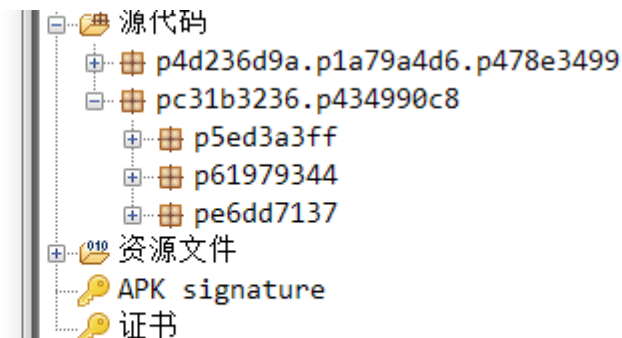 源代码
p4d236d9a.p1a79a4d6.p478e3499
pc31b3236.p434990c8
p5ed3a3ff
p61979344
pe6dd7137
资源文件
APK signature
证书